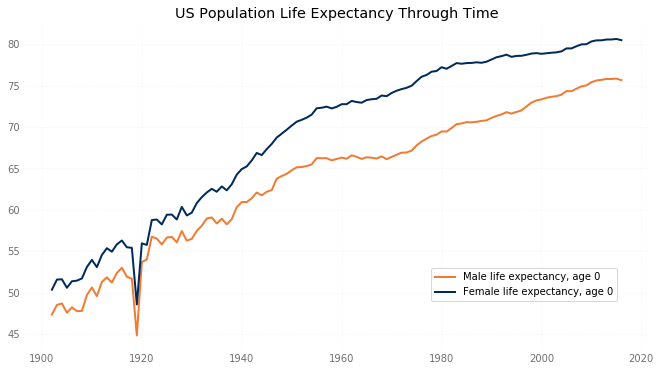 US Population Life Expectancy Through Time
80
75
70
65
60
55
50
45
Male life expectancy, age 0
Female life expectancy, age 0
1900 1920 1940 1960 1980 2000 2020